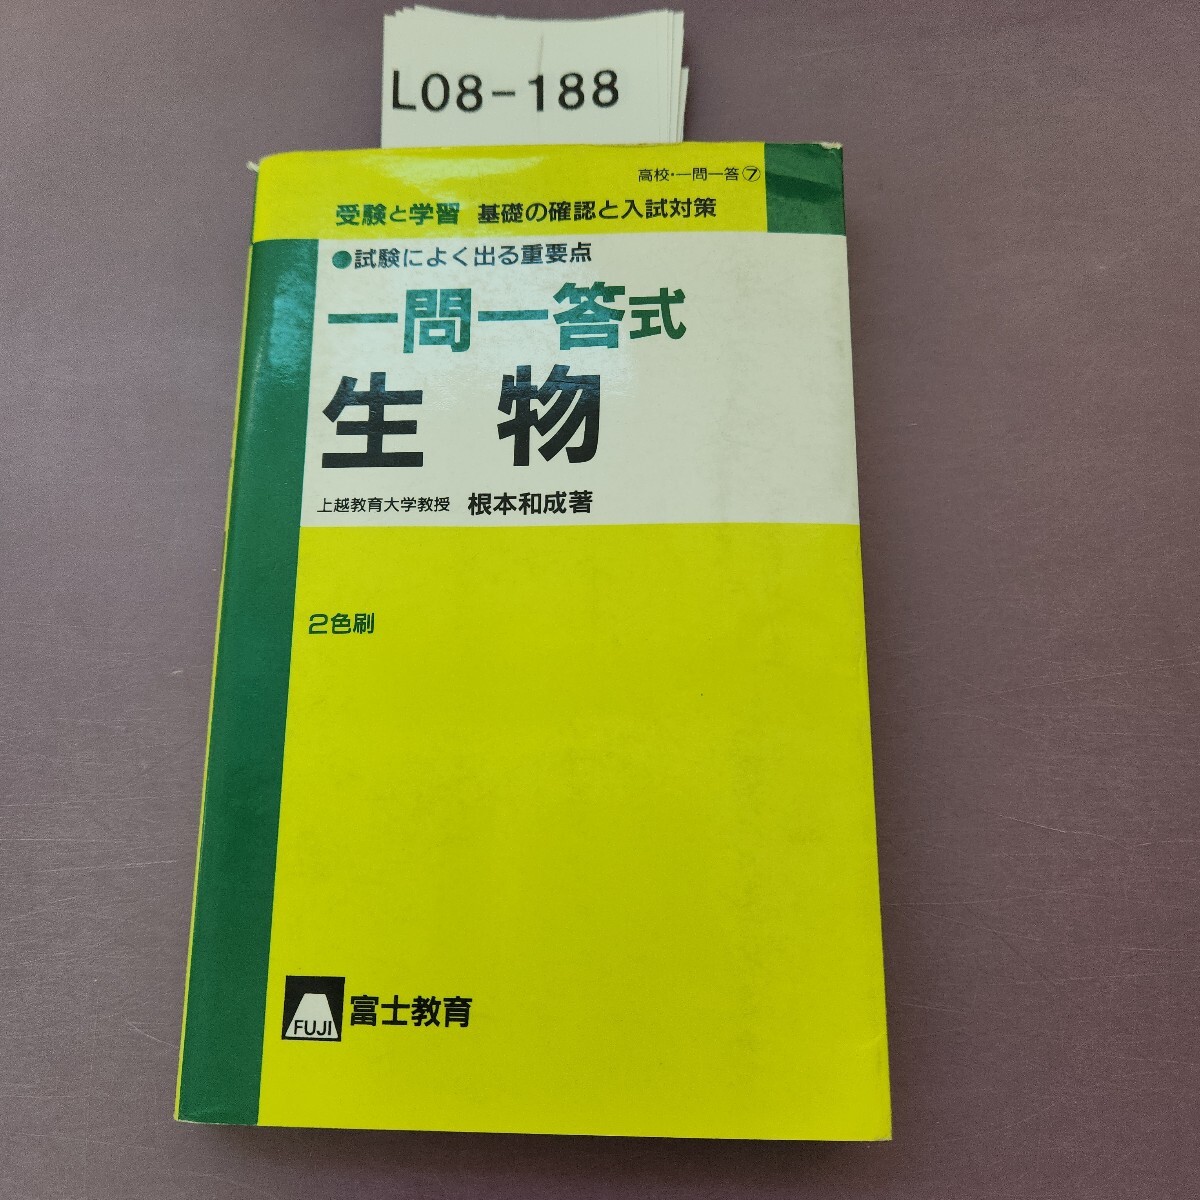 L08-188
高校・一問一答⑦
受験と学習 基礎の確認と入試対策
●試験によく出る重要点
一問一答式
生物
上越教育大学教授 根本和成著
2色刷
FUJI 富士教育